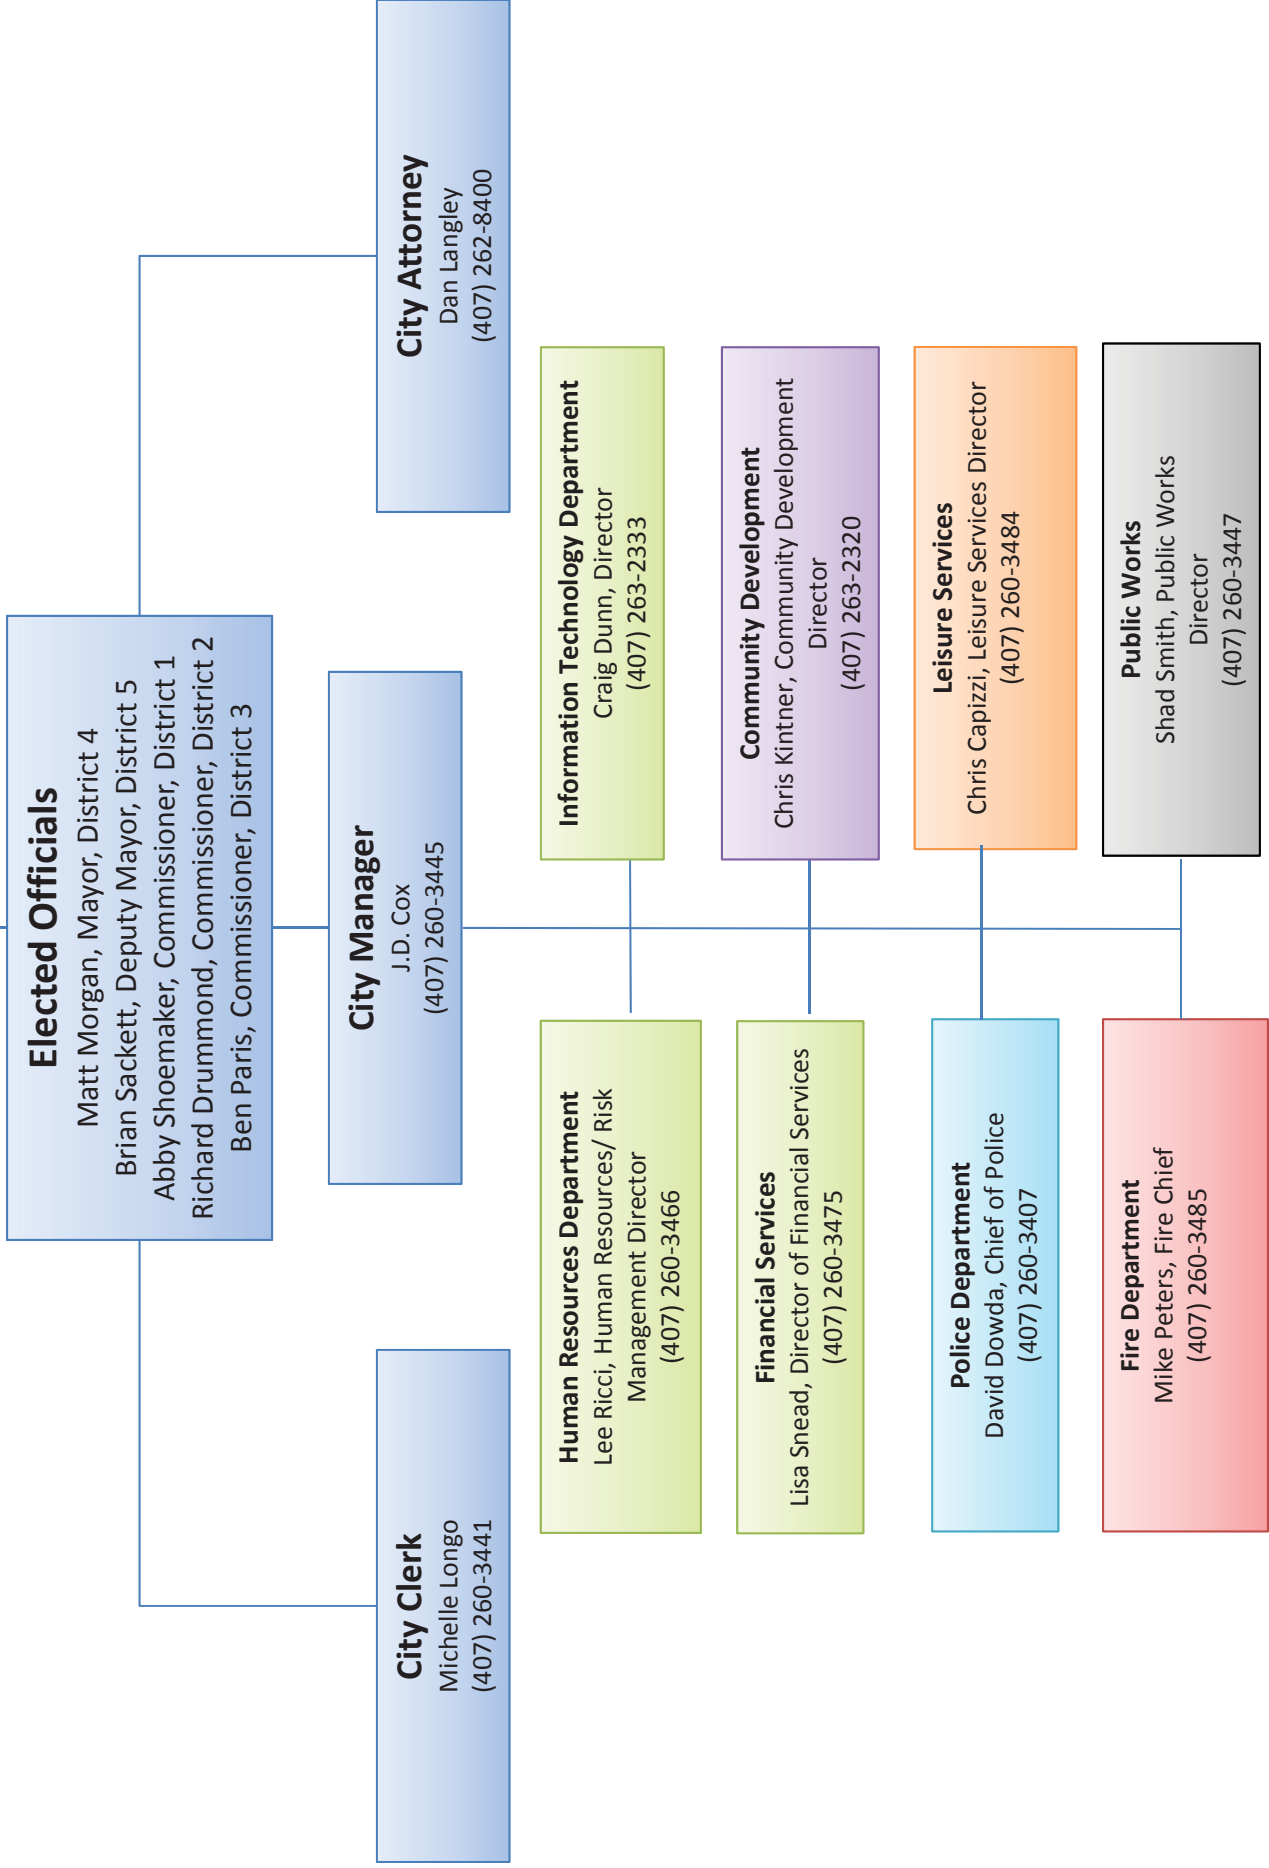 Elected Officials
Matt Morgan, Mayor, District 4
Brian Sackett, Deputy Mayor, District 5
Abby Shoemaker, Commissioner, District 1
Richard Drummond, Commissioner, District 2
Ben Paris, Commissioner, District 3
City Clerk
Michelle Longo
(407) 260-3441
City Manager
J.D. Cox
(407) 260-3445
City Attorney
Dan Langley
(407) 262-8400
Human Resources Department
Lee Ricci, Human Resources/ Risk
Management Director
(407) 260-3466
Information Technology Department
Craig Dunn, Director
(407) 263-2333
Financial Services
Lisa Snead, Director of Financial Services
(407) 260-3475
Community Development
Chris Kintner, Community Development
Director
(407) 263-2320
Police Department
David Dowda, Chief of Police
(407) 260-3407
Leisure Services
Chris Capizzi, Leisure Services Director
(407) 260-3484
Fire Department
Mike Peters, Fire Chief
(407) 260-3485
Public Works
Shad Smith, Public Works
Director
(407) 260-3447